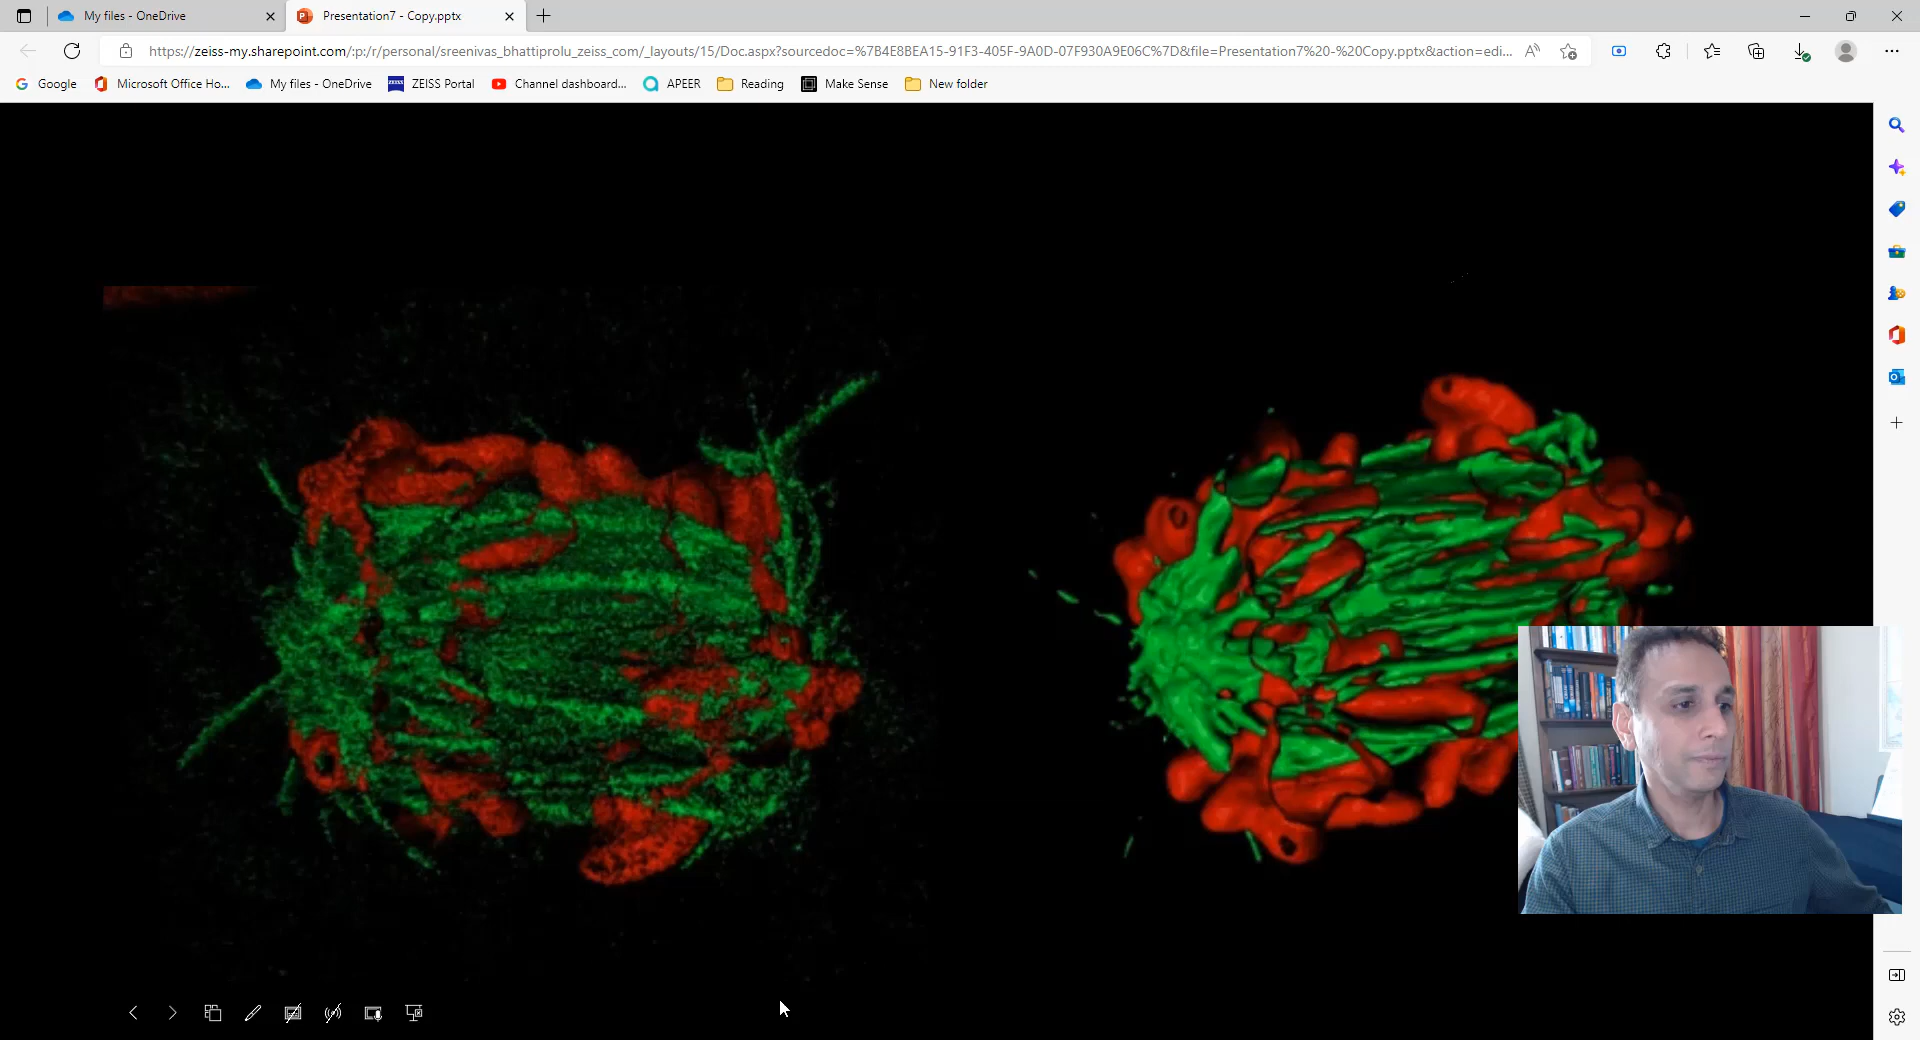 My files - OneDrive
Presentation7 - Copy.pptx
https://zeiss-my.sharepoint.com/:p:/r/personal/sreenivas_bhattiprolu_zeiss_com/_layouts/15/Doc.aspx?sourcedoc=%7B4E8BEA15-91F3-405F-9A0D-07F930A9E06C%7D&file=Presentation7%20-%20Copy.pptx&action=edi...
Google
Microsoft Office Ho...
My files - OneDrive
ZEISS Portal
Channel dashboard...
APEER
Reading
Make Sense
New folder